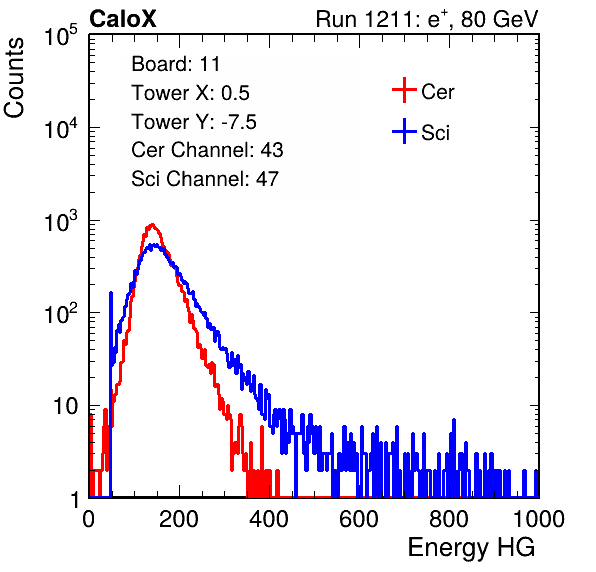 CaloX Run 1211: e⁺, 80 GeV
Counts
Board: 11
Tower X: 0.5
Tower Y: -7.5
Cer Channel: 43
Sci Channel: 47
Cer
Sci
10⁵
10⁴
10³
10²
10
1
0 200 400 600 800 1000
Energy HG